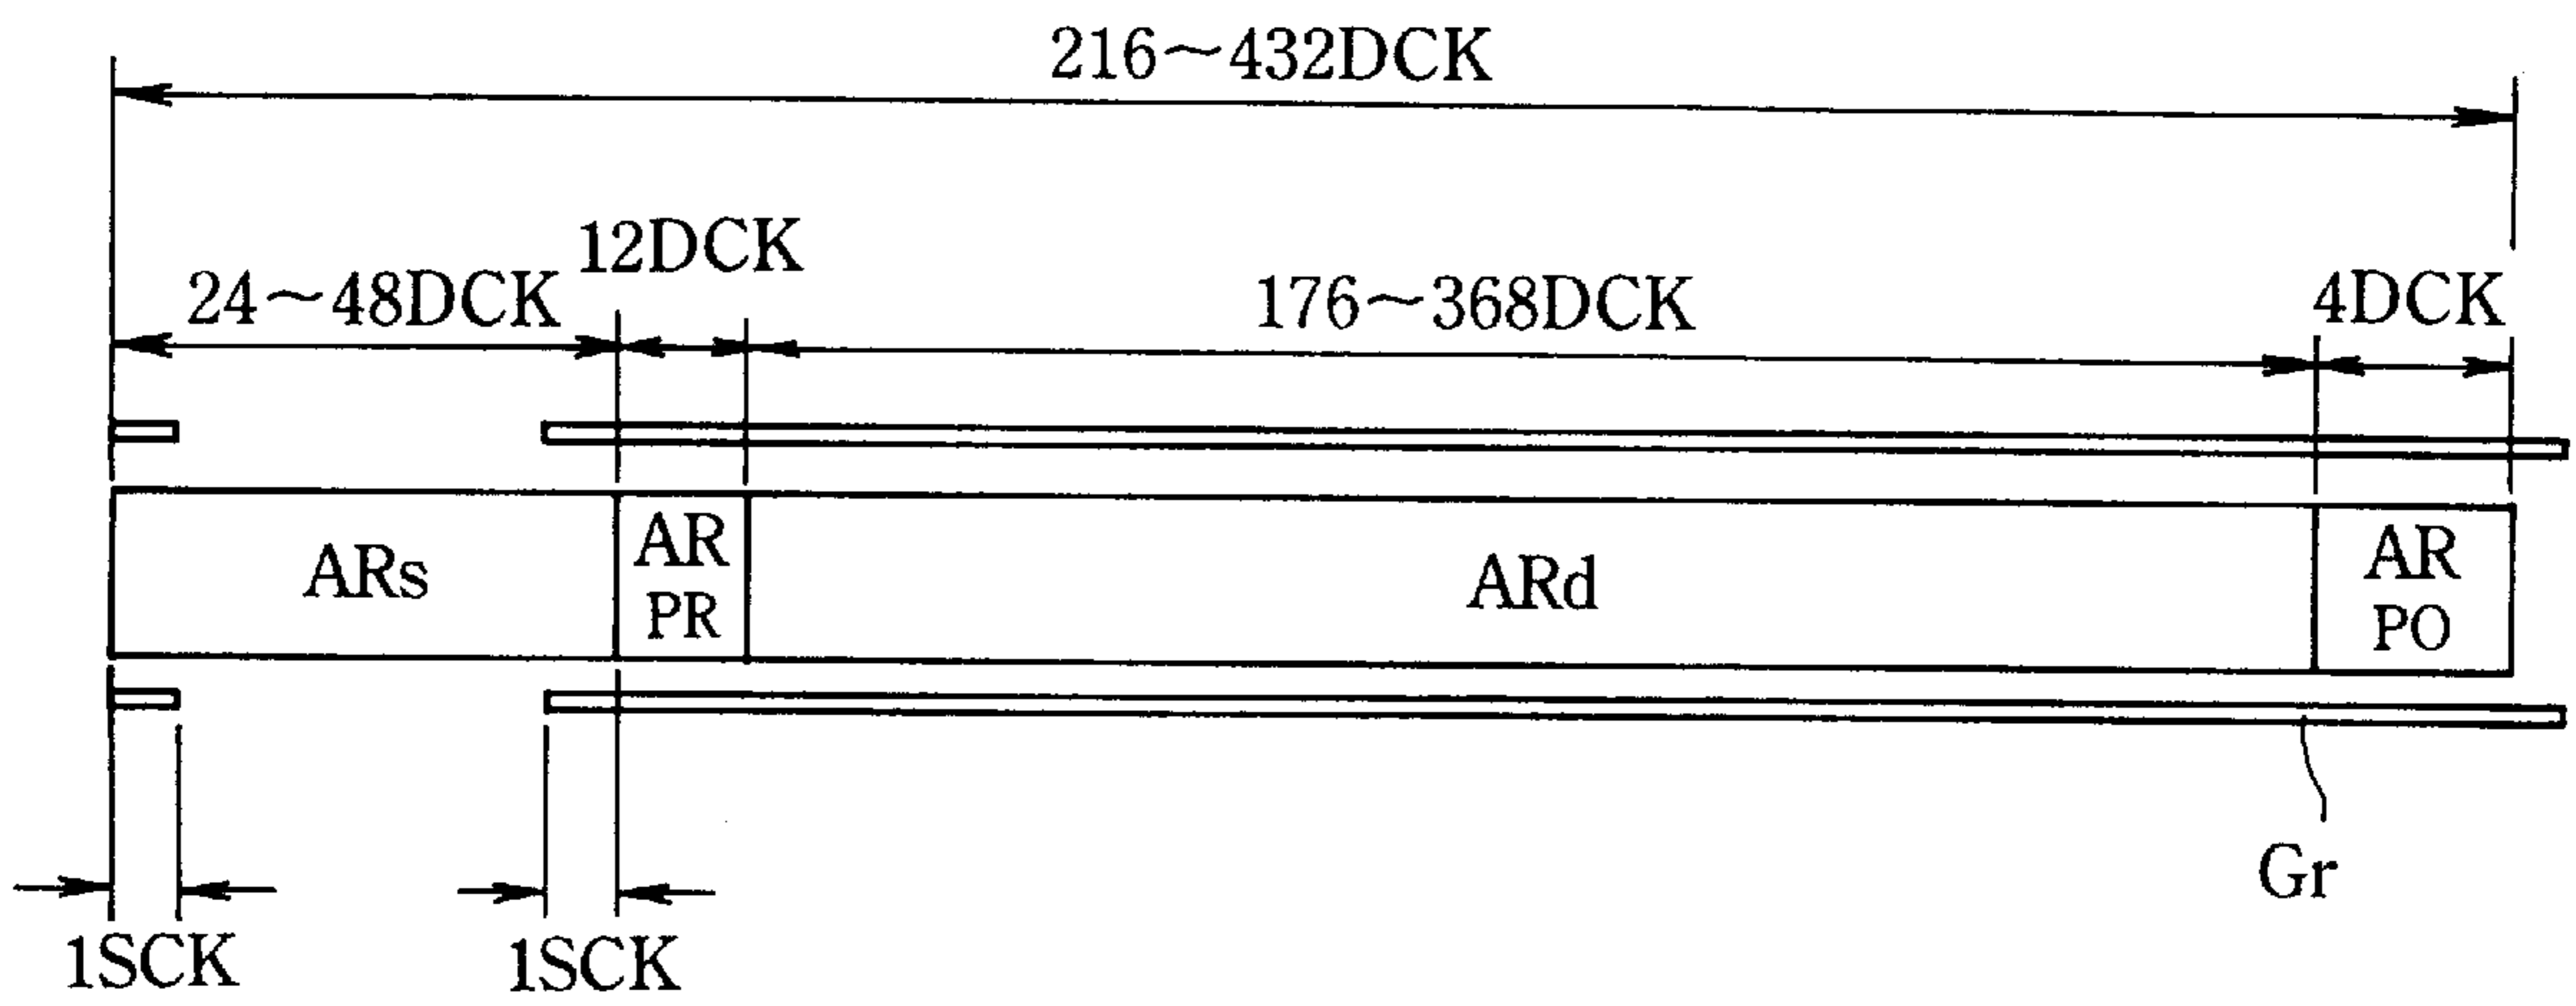 216～432DCK
12DCK
24～48DCK
176～368DCK
4DCK
ARs
AR
PR
ARd
AR
PO
Gr
1SCK
1SCK